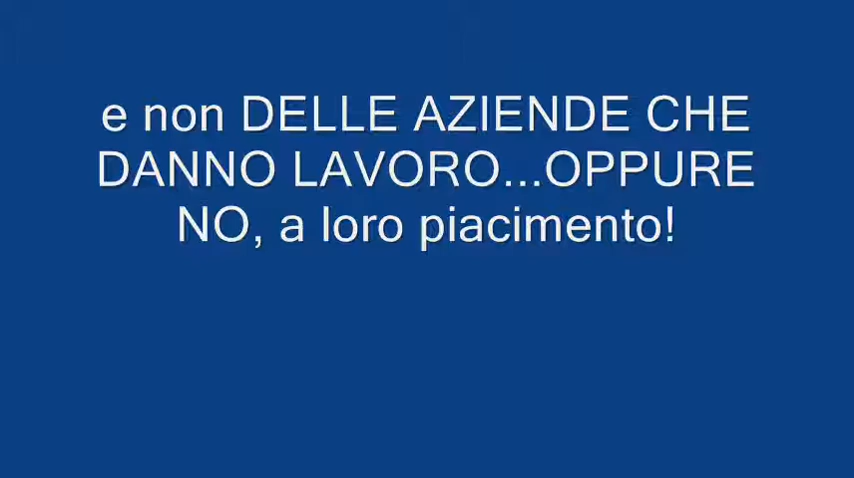 e non DELLE AZIENDE CHE
DANNO LAVORO...OPPURE
NO, a loro piacimento!